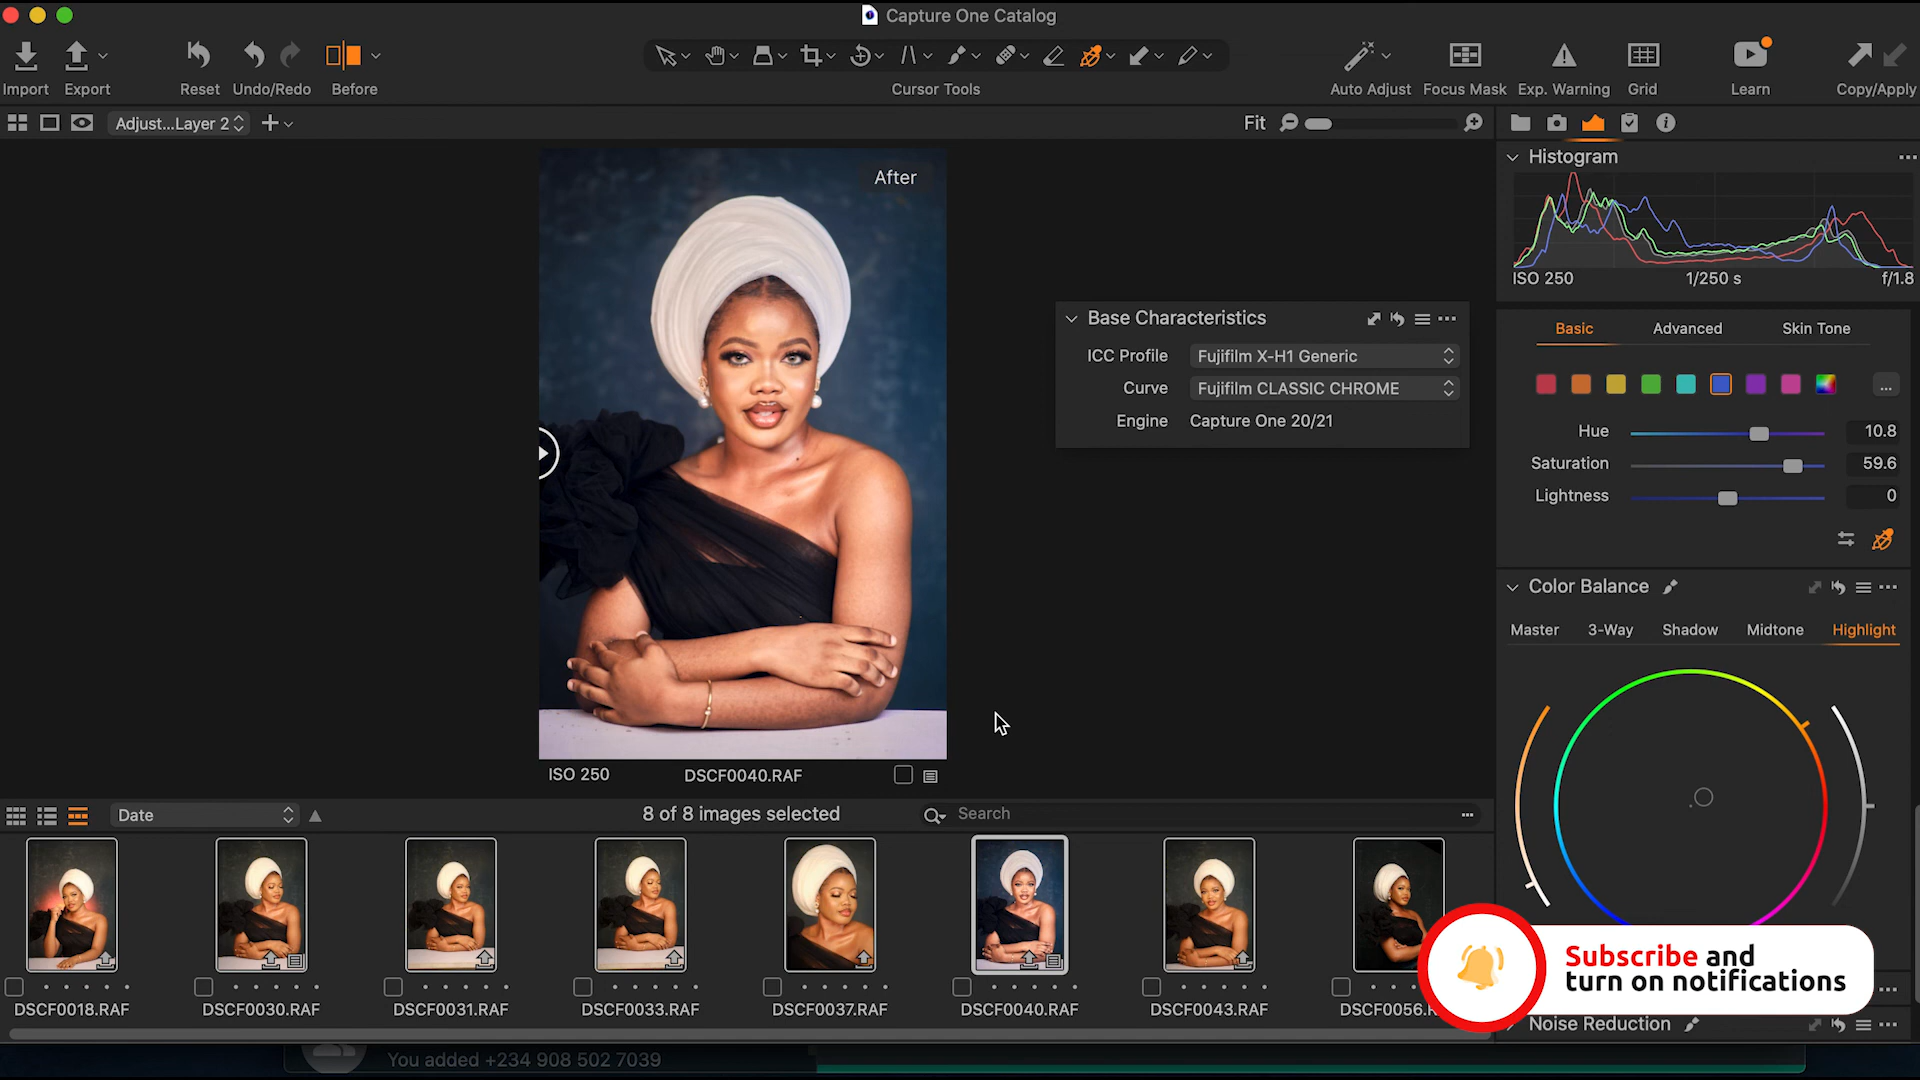 Capture One Catalog
Import
Export
Reset
Undo/Redo
Before
Cursor Tools
Auto Adjust
Focus Mask
Exp. Warning
Grid
Learn
Copy/Apply
Adjust...Layer 2
Fit
After
Histogram
ISO 250
1/250 s
f/1.8
Base Characteristics
ICC Profile
Fujifilm X-H1 Generic
Curve
Fujifilm CLASSIC CHROME
Engine
Capture One 20/21
Basic
Advanced
Skin Tone
Hue
10.8
Saturation
59.6
Lightness
0
Color Balance
Master
3-Way
Shadow
Midtone
Highlight
ISO 250
DSCF0040.RAF
Date
8 of 8 images selected
Search
DSCF0018.RAF
DSCF0030.RAF
DSCF0031.RAF
DSCF0033.RAF
DSCF0037.RAF
DSCF0040.RAF
DSCF0043.RAF
DSCF0056.R
Subscribe and
turn on notifications
Noise Reduction
You added +234 908 502 7039